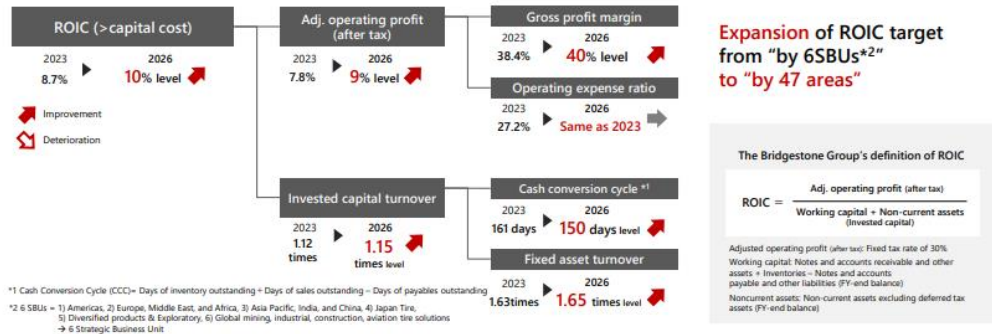 ROIC (>capital cost)
2023
8.7%
2026
10% level
Improvement
Deterioration
Adj. operating profit
(after tax)
2023
7.8%
2026
9% level
Gross profit margin
2023
38.4%
2026
40% level
Operating expense ratio
2023
27.2%
2026
Same as 2023
Invested capital turnover
2023
1.12
times
2026
1.15
times level
Cash conversion cycle *1
2023
161 days
2026
150 days level
Fixed asset turnover
2023
1.63times
2026
1.65 times level
*1 Cash Conversion Cycle (CCC)= Days of inventory outstanding + Days of sales outstanding – Days of payables outstanding
*2 6 SBUs = 1) Americas, 2) Europe, Middle East, and Africa, 3) Asia Pacific, India, and China, 4) Japan Tire,
5) Diversified products & Exploratory, 6) Global mining, industrial, construction, aviation tire solutions
→ 6 Strategic Business Unit
Expansion of ROIC target
from “by 6SBUs*2”
to “by 47 areas”
The Bridgestone Group's definition of ROIC
ROIC =
Adj. operating profit (after tax)
Working capital + Non-current assets
(Invested capital)
Adjusted operating profit (after tax): Fixed tax rate of 30%
Working capital: Notes and accounts receivable and other
assets + Inventories – Notes and accounts
payable and other liabilities (FY-end balance)
Noncurrent assets: Non-current assets excluding deferred tax
assets (FY-end balance)